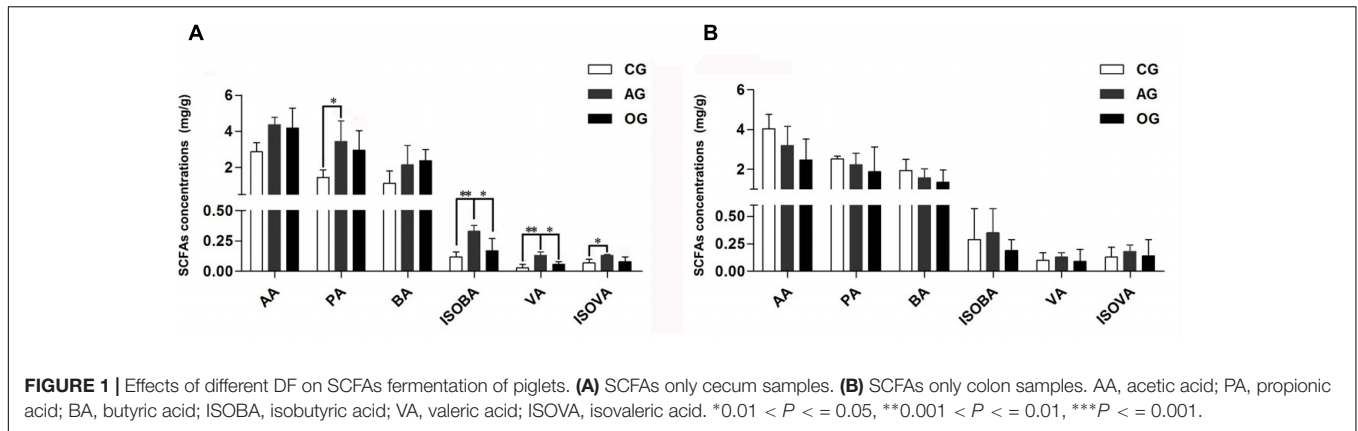 A
CG
AG
OG
SCFAs concentrations (mg/g)
6
4
2
0.50
0.25
0.00
*
** *
** *
*
AA
PA
BA
ISOBA
VA
ISOVA
B
CG
AG
OG
SCFAs concentrations (mg/g)
6
4
2
0.50
0.25
0.00
AA
PA
BA
ISOBA
VA
ISOVA
FIGURE 1 | Effects of different DF on SCFAs fermentation of piglets. (A) SCFAs only cecum samples. (B) SCFAs only colon samples. AA, acetic acid; PA, propionic
acid; BA, butyric acid; ISOBA, isobutyric acid; VA, valeric acid; ISOVA, isovaleric acid. *0.01 < P < = 0.05, **0.001 < P < = 0.01, ***P < = 0.001.